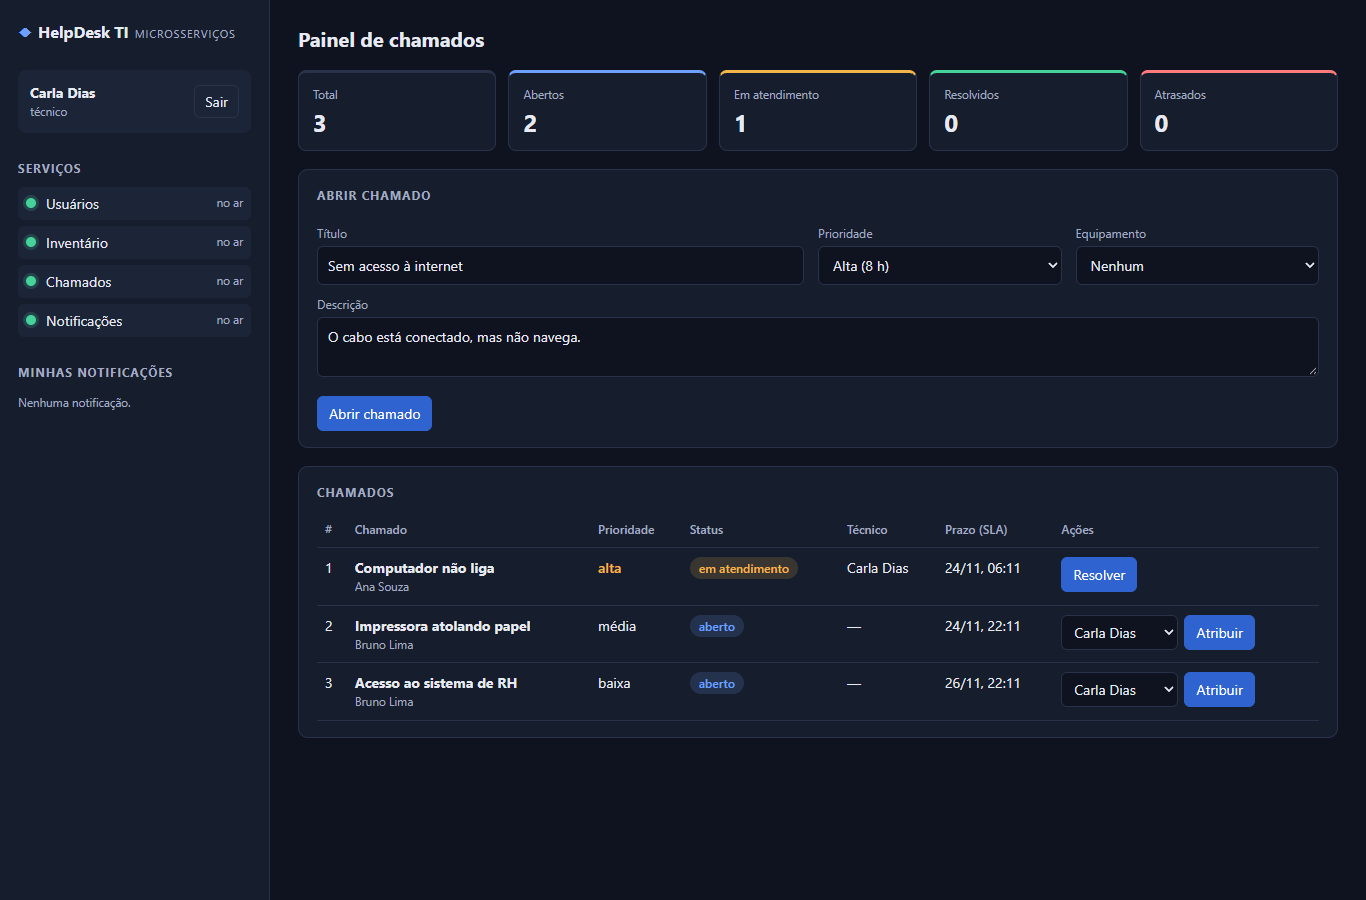 HelpDesk TI MICROSSERVIÇOS
Carla Dias
técnico
Sair
SERVIÇOS
Usuários no ar
Inventário no ar
Chamados no ar
Notificações no ar
MINHAS NOTIFICAÇÕES
Nenhuma notificação.
Painel de chamados
Total
3
Abertos
2
Em atendimento
1
Resolvidos
0
Atrasados
0
ABRIR CHAMADO
Título Prioridade Equipamento
Sem acesso à internet Alta (8 h) Nenhum
Descrição
O cabo está conectado, mas não navega.
Abrir chamado
CHAMADOS
# Chamado Prioridade Status Técnico Prazo (SLA) Ações
1 Computador não liga alta em atendimento Carla Dias 24/11, 06:11 Resolver
Ana Souza
2 Impressora atolando papel média aberto — 24/11, 22:11 Carla Dias Atribuir
Bruno Lima
3 Acesso ao sistema de RH baixa aberto — 26/11, 22:11 Carla Dias Atribuir
Bruno Lima